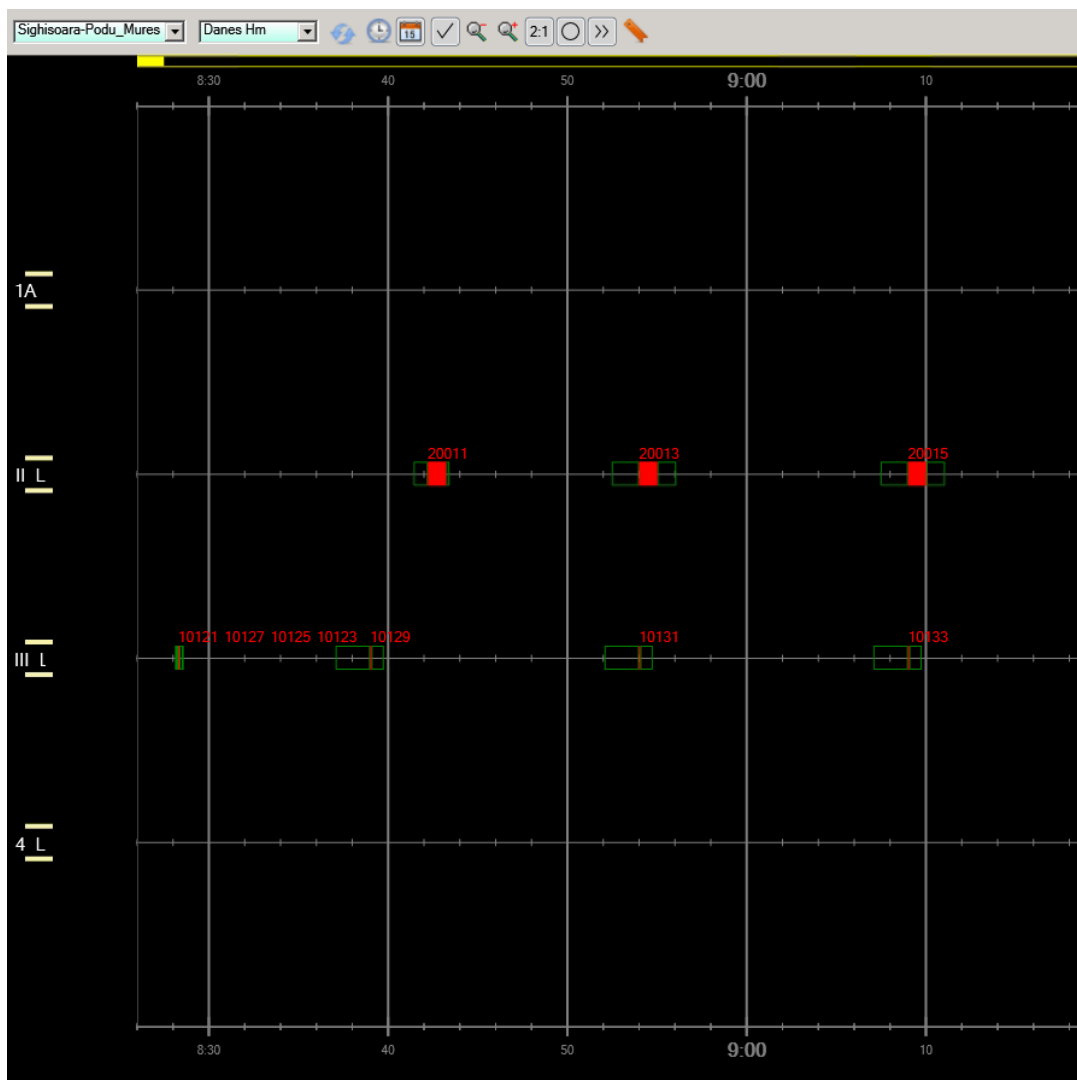 Sighisoara-Podu_Mures Danes Hm 15 2:1
8:30 40 50 9:00 10
1A
20011 20013 20015
II L
10121 10127 10125 10123 10129 10131 10133
III L
4 L
8:30 40 50 9:00 10